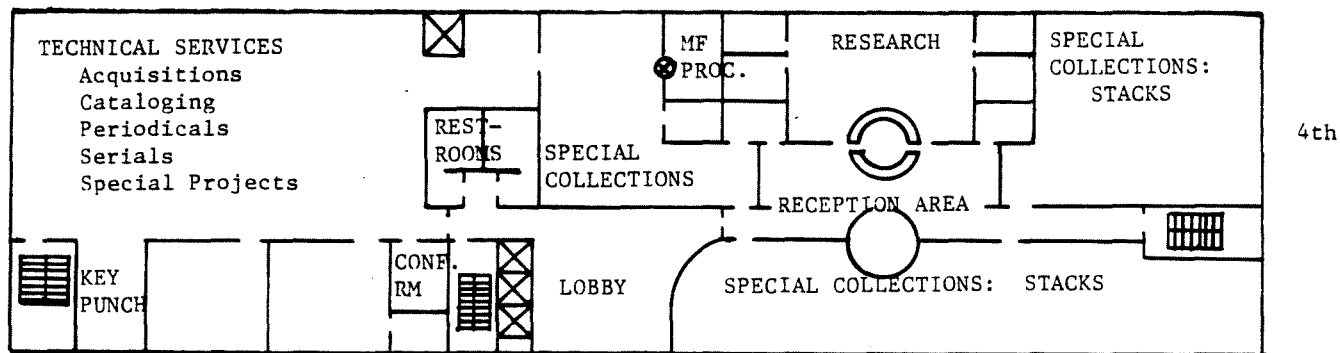 TECHNICAL SERVICES
Acquisitions
Cataloging
Periodicals
Serials
Special Projects
REST-
ROOMS
SPECIAL
COLLECTIONS
MF
PROC.
RESEARCH
SPECIAL
COLLECTIONS:
STACKS
4th
RECEPTION AREA
KEY
PUNCH
CONF.
RM
LOBBY
SPECIAL COLLECTIONS: STACKS